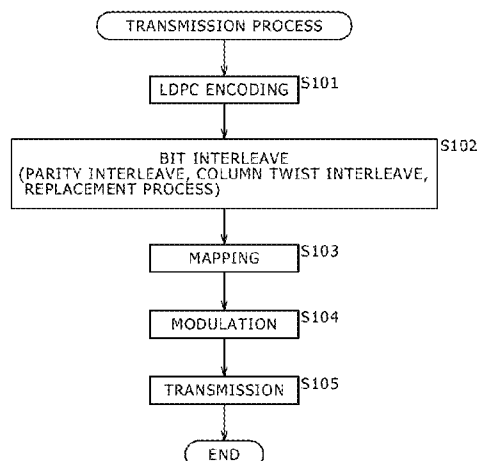 TRANSMISSION PROCESS
LDPC ENCODING
S101
S102
BIT INTERLEAVE
(PARITY INTERLEAVE, COLUMN TWIST INTERLEAVE,
REPLACEMENT PROCESS)
MAPPING
S103
MODULATION
S104
TRANSMISSION
S105
END